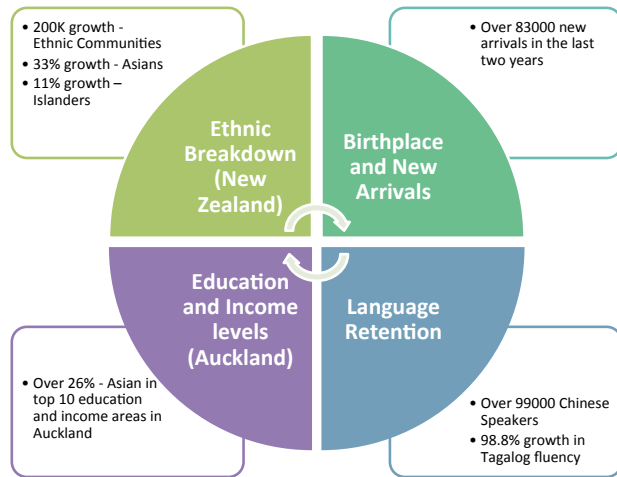 • 200K growth -
Ethnic Communities
• 33% growth - Asians
• 11% growth –
Islanders
• Over 83000 new
arrivals in the last
two years
Ethnic
Breakdown
(New
Zealand)
Birthplace
and New
Arrivals
Education
and Income
levels
(Auckland)
Language
Retention
• Over 26% - Asian in
top 10 education
and income areas in
Auckland
• Over 99000 Chinese
Speakers
• 98.8% growth in
Tagalog fluency